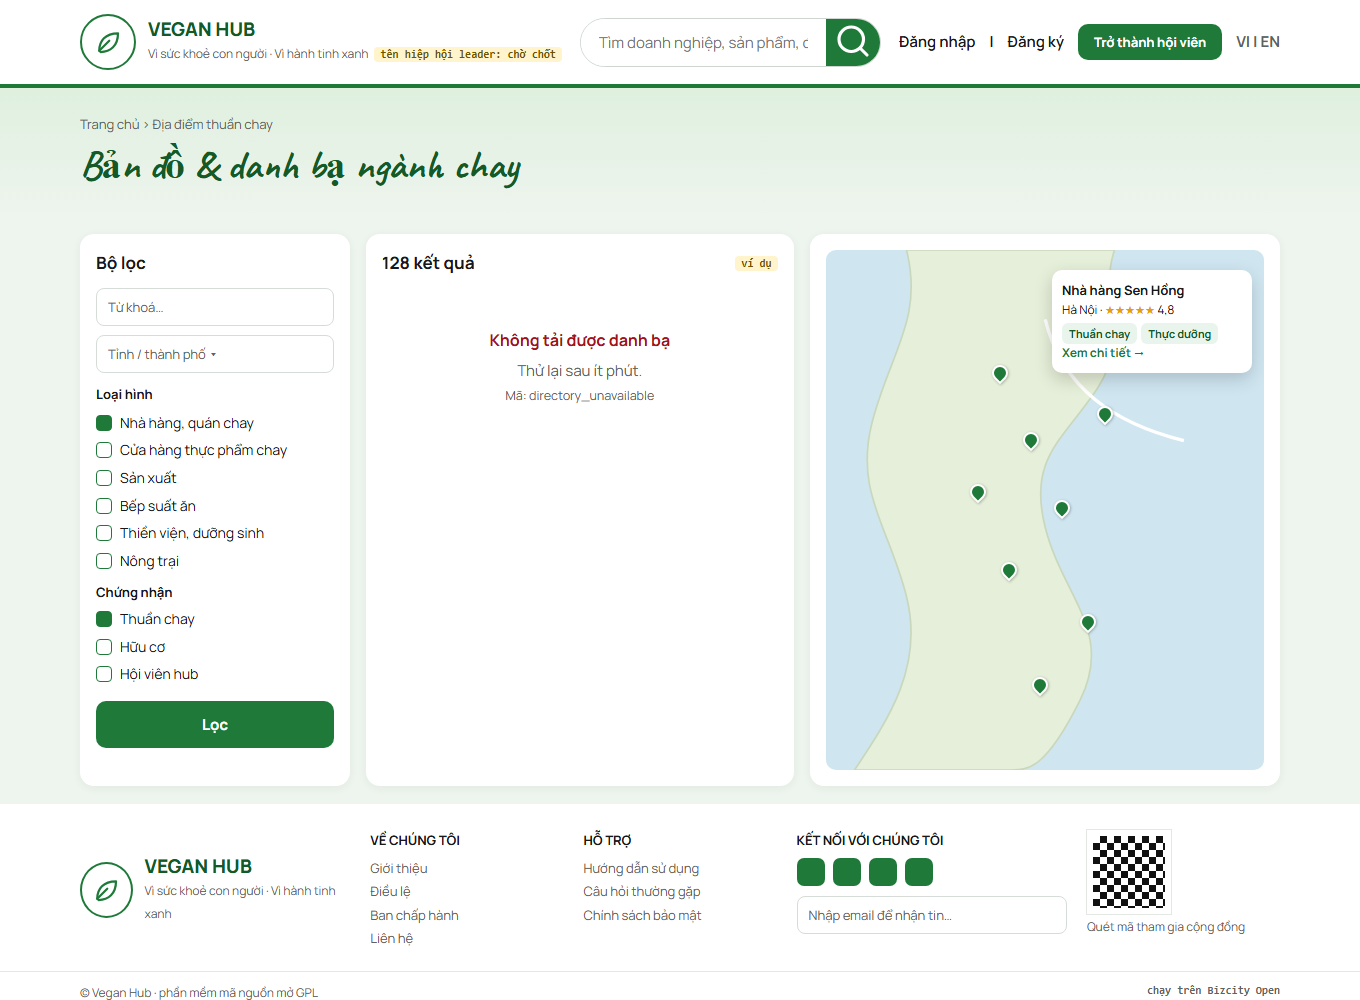 VEGAN HUB
Vì sức khoẻ con người · Vì hành tinh xanh tên hiệp hội leader: chờ chốt
Tìm doanh nghiệp, sản phẩm, c
Đăng nhập | Đăng ký
Trở thành hội viên
VI | EN
Trang chủ › Địa điểm thuần chay
Bản đồ & danh bạ ngành chay
Bộ lọc
Từ khoá...
Tỉnh / thành phố ▾
Loại hình
Nhà hàng, quán chay
Cửa hàng thực phẩm chay
Sản xuất
Bếp suất ăn
Thiền viện, dưỡng sinh
Nông trại
Chứng nhận
Thuần chay
Hữu cơ
Hội viên hub
Lọc
128 kết quả
ví dụ
Không tải được danh bạ
Thử lại sau ít phút.
Mã: directory_unavailable
Nhà hàng Sen Hồng
Hà Nội · ★★★★★ 4,8
Thuần chay Thực dưỡng
Xem chi tiết →
VEGAN HUB
Vì sức khoẻ con người · Vì hành tinh
xanh
VỀ CHÚNG TÔI
Giới thiệu
Điều lệ
Ban chấp hành
Liên hệ
HỖ TRỢ
Hướng dẫn sử dụng
Câu hỏi thường gặp
Chính sách bảo mật
KẾT NỐI VỚI CHÚNG TÔI
Nhập email để nhận tin...
Quét mã tham gia cộng đồng
© Vegan Hub · phần mềm mã nguồn mở GPL
chạy trên Bizcity Open